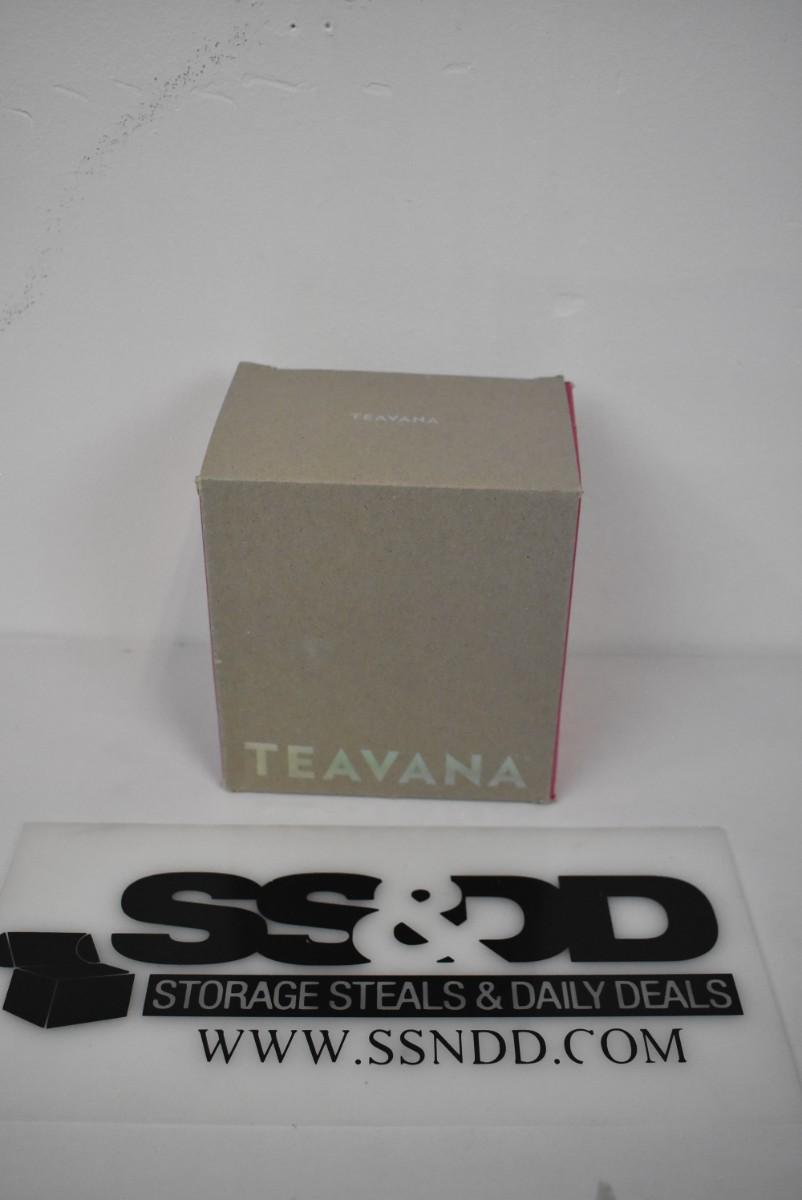 TEAVANA
TEAVANA
SS&DD
STORAGE STEALS & DAILY DEALS
WWW.SSNDD.COM